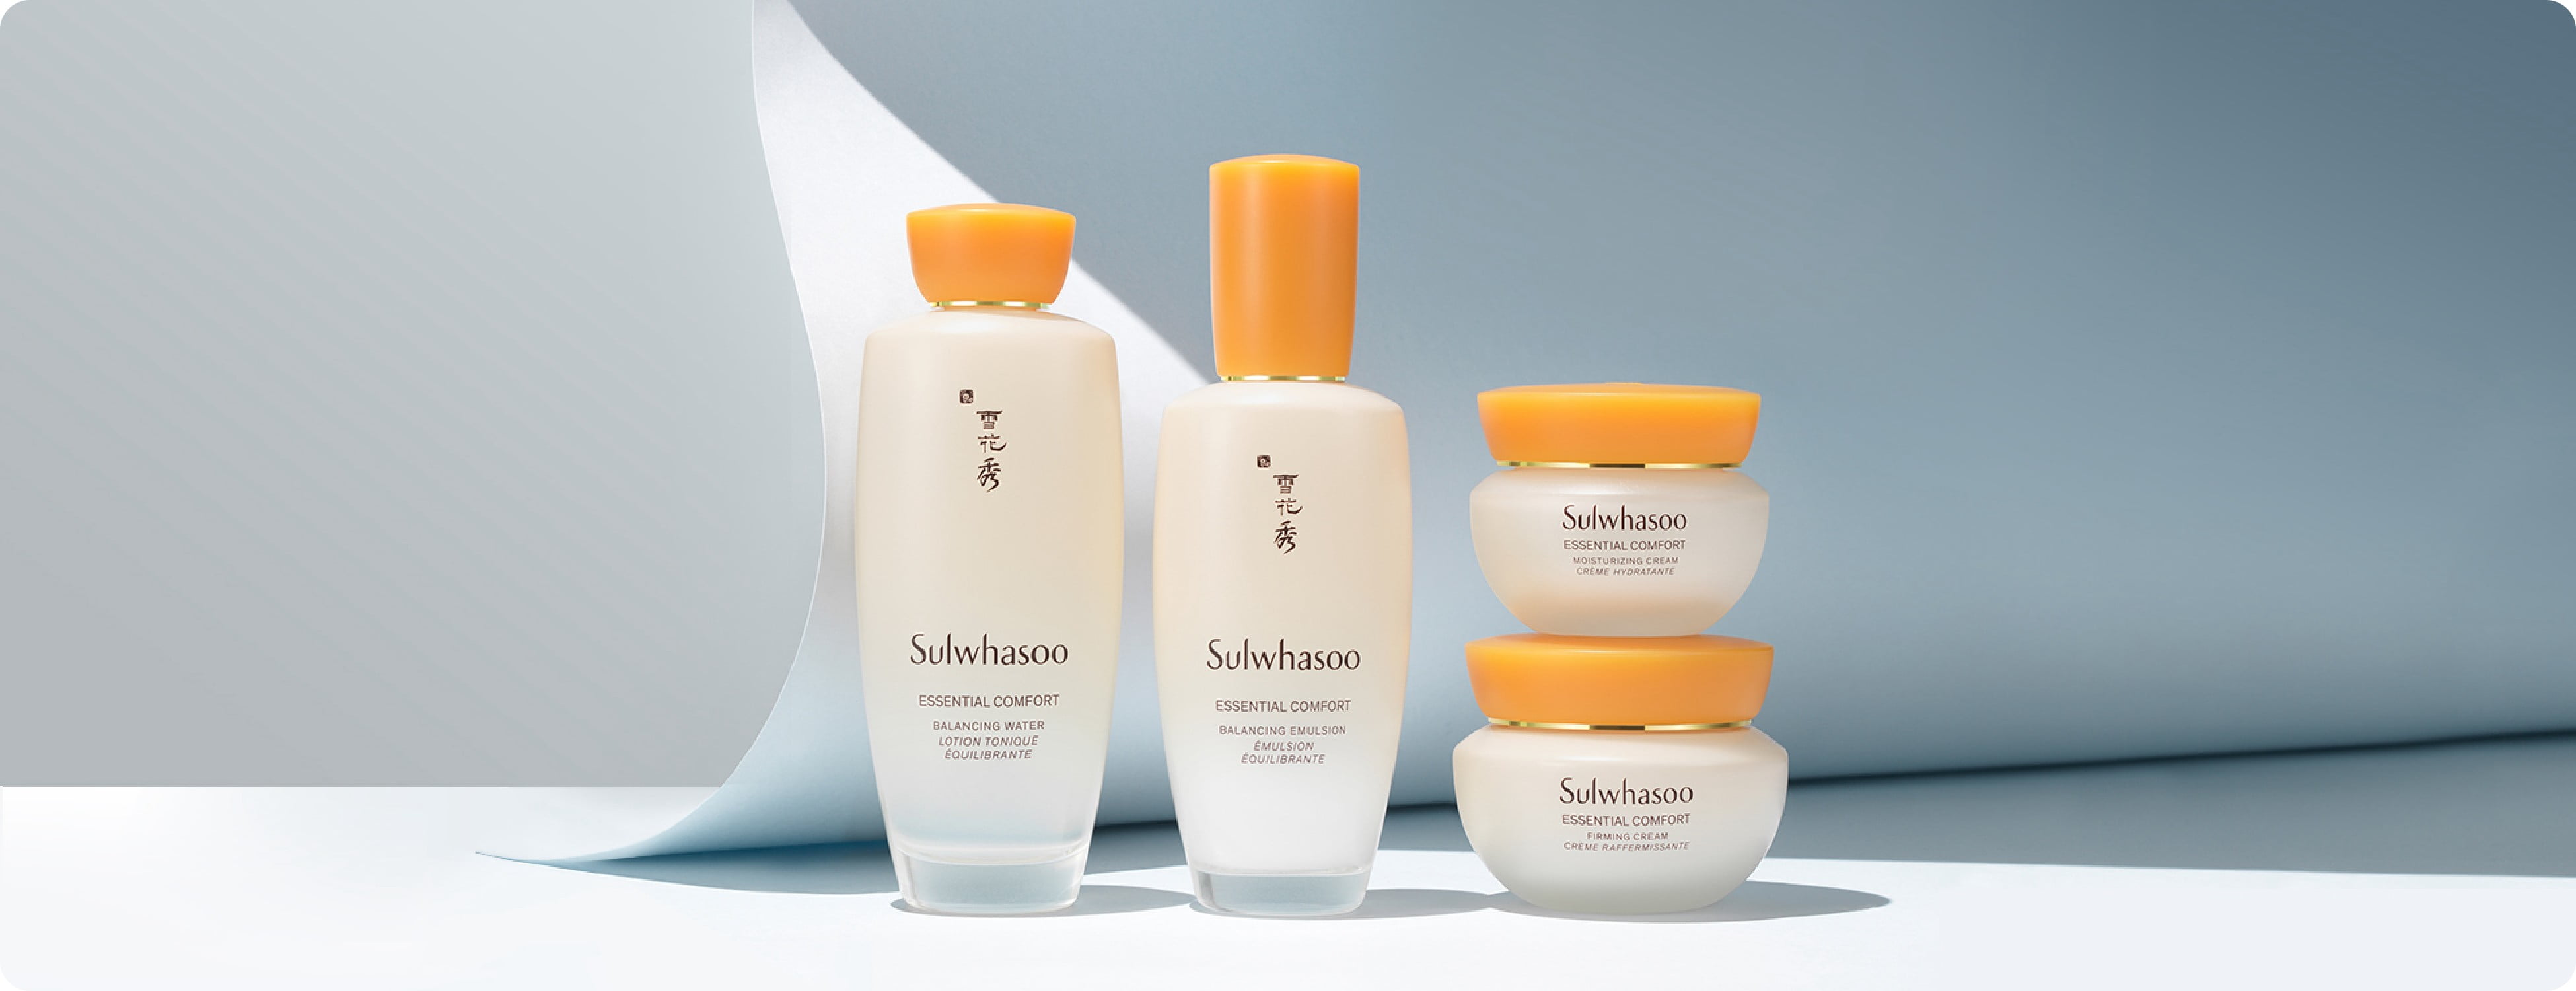 雪
花
秀
Sulwhasoo
ESSENTIAL COMFORT
BALANCING WATER
LOTION TONIQUE
ÉQUILIBRANTE
雪
花
秀
Sulwhasoo
ESSENTIAL COMFORT
BALANCING EMULSION
ÉMULSION
ÉQUILIBRANTE
Sulwhasoo
ESSENTIAL COMFORT
MOISTURIZING CREAM
CRÈME HYDRATANTE
Sulwhasoo
ESSENTIAL COMFORT
FIRMING CREAM
CRÈME RAFFERMISSANTE